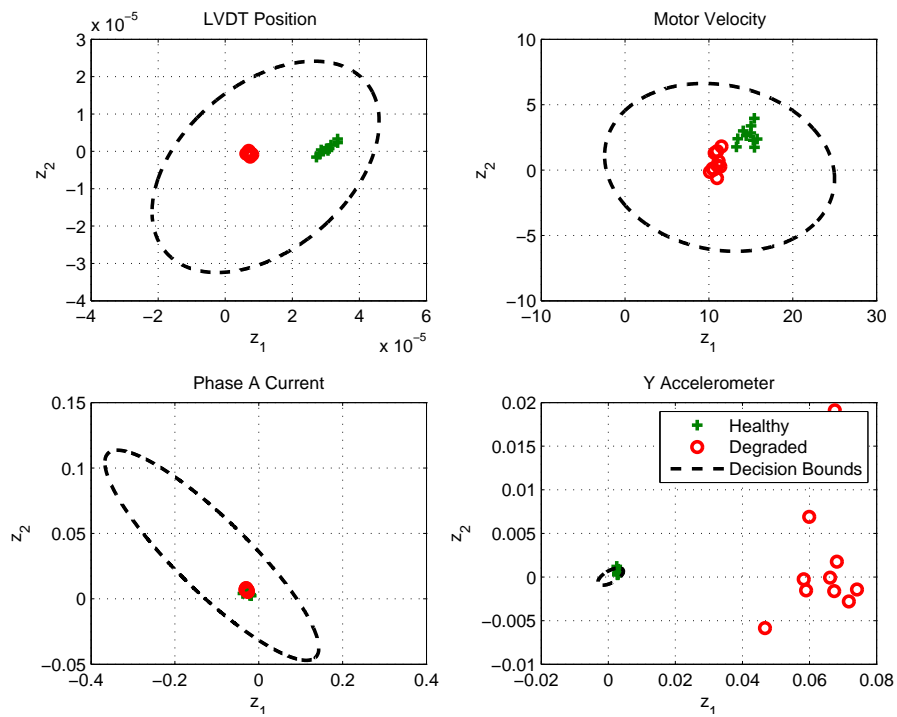 LVDT Position
x 10⁻⁵
3
2
1
0
−1
−2
−3
−4
z₂
−4 −2 0 2 4 6
z₁
x 10⁻⁵
Motor Velocity
10
5
0
−5
−10
z₂
−10 0 10 20 30
z₁
Phase A Current
0.15
0.1
0.05
0
−0.05
z₂
−0.4 −0.2 0 0.2 0.4
z₁
Y Accelerometer
0.02
0.015
0.01
0.005
0
−0.005
−0.01
z₂
−0.02 0 0.02 0.04 0.06 0.08
z₁
Healthy
Degraded
Decision Bounds